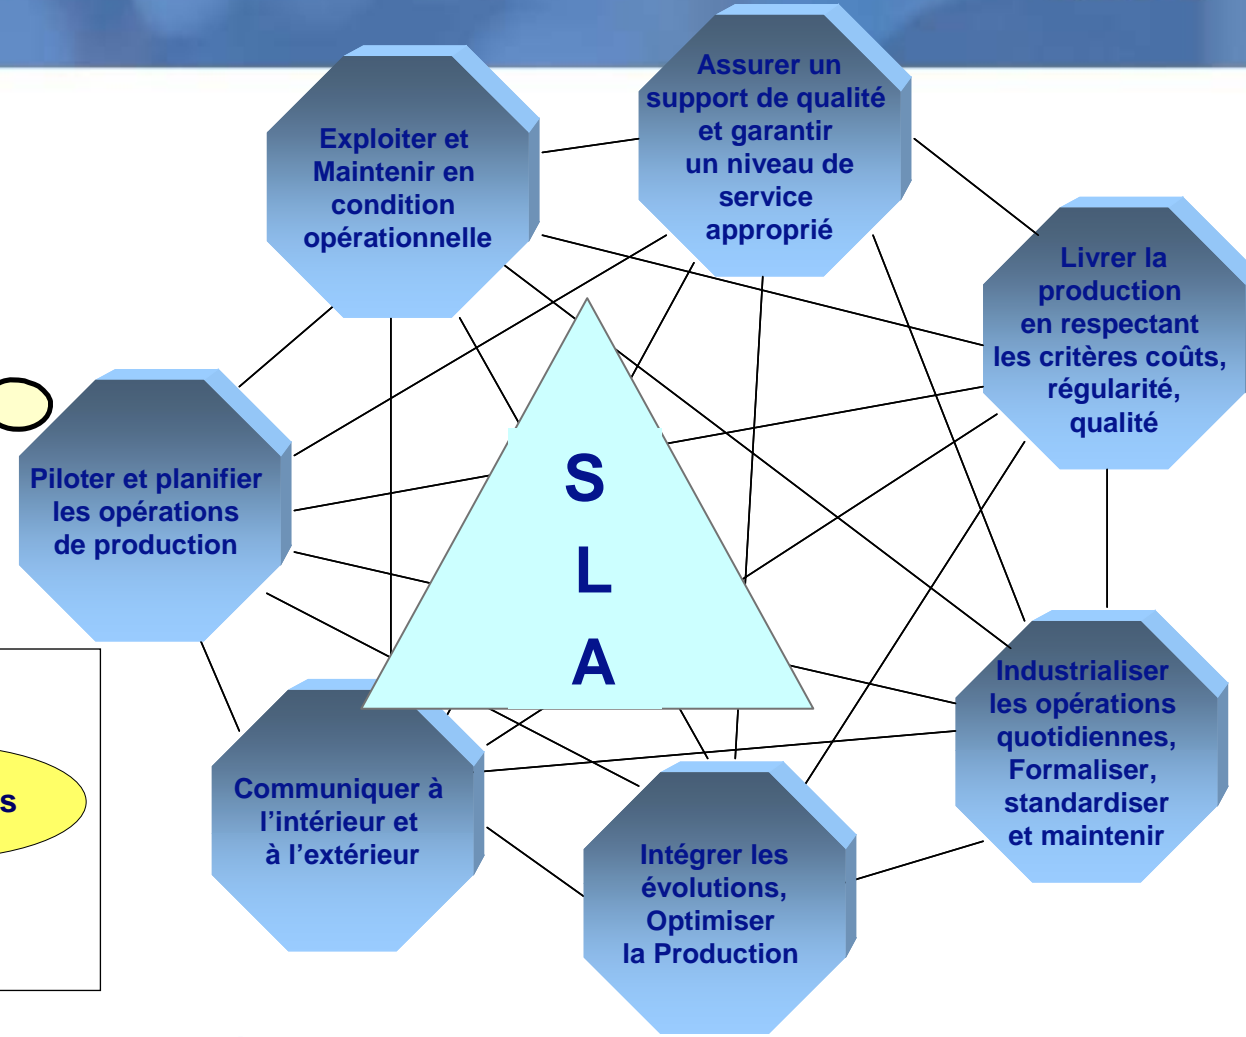 Assurer un
support de qualité
et garantir
un niveau de
service
approprié
Exploiter et
Maintenir en
condition
opérationnelle
Livrer la
production
en respectant
les critères coûts,
régularité,
qualité
Piloter et planifier
les opérations
de production
S
L
A
Industrialiser
les opérations
quotidiennes,
Formaliser,
standardiser
et maintenir
Communiquer à
l'intérieur et
à l'extérieur
s
Intégrer les
évolutions,
Optimiser
la Production